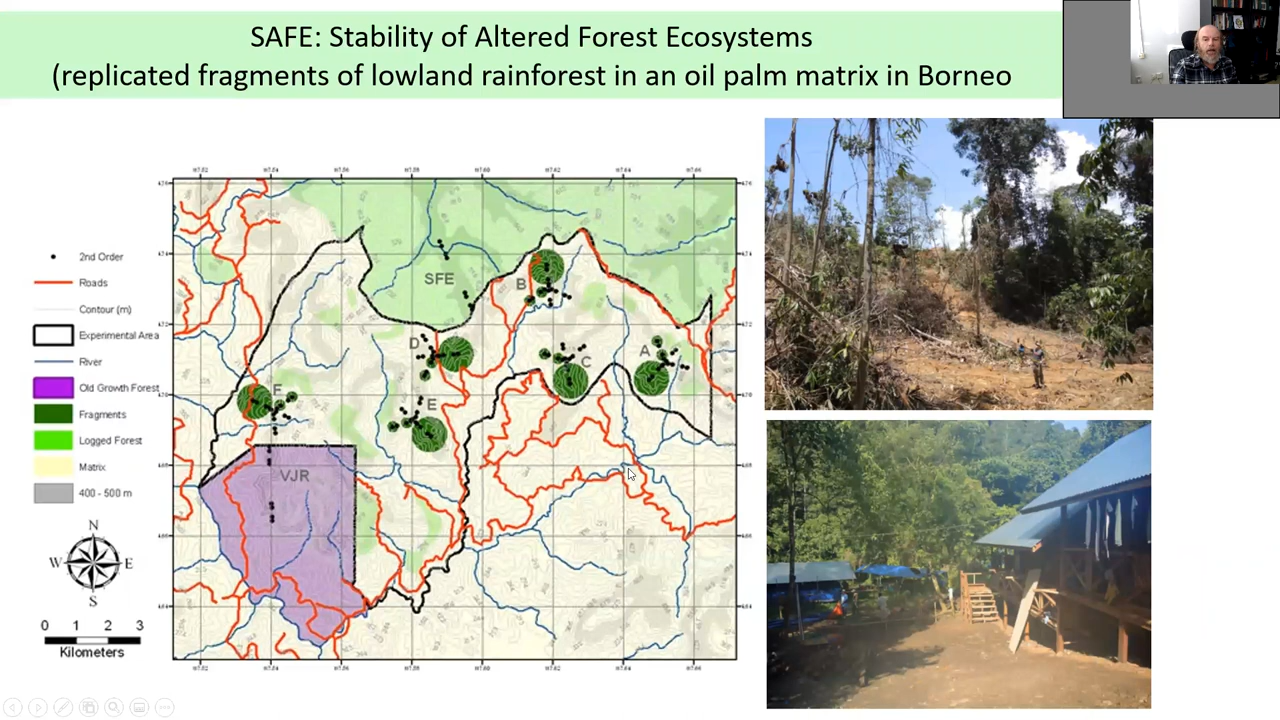 SAFE: Stability of Altered Forest Ecosystems
(replicated fragments of lowland rainforest in an oil palm matrix in Borneo
2nd Order
Roads
Contour (m)
Experimental Area
River
Old Growth Forest
Fragments
Logged Forest
Matrix
400 - 500 m
N
W E
S
0 1 2 3
Kilometers
SFE
B
D
C
A
F
E
VJR